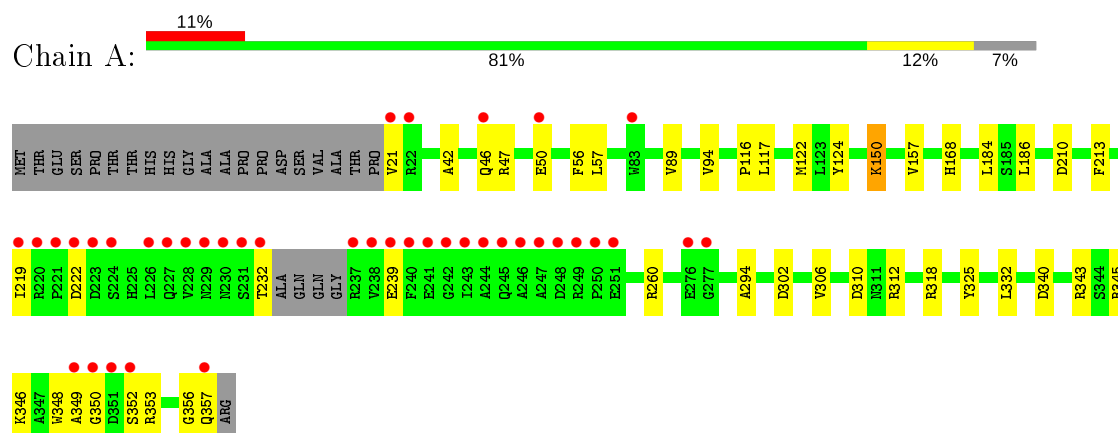 11%
Chain A:
81% 12% 7%
MET THR GLU SER PRO THR THR HIS HIS GLY ALA ALA PRO PRO ASP SER VAL ALA THR PRO V21 R22 A42 Q46 R47 E50 F56 L57 W83 V89 V94 P116 L117 M122 L123 Y124 K150 V157 H168 L184 S185 L186 D210 F213
I219 R220 P221 D222 D223 S224 H225 L226 Q227 V228 N229 N230 S231 T232 ALA GLN GLN GLY R237 V238 E239 F240 E241 G242 I243 A244 Q245 A246 A247 D248 R249 P250 E251 R260 E276 G277 A294 D302 V306 D310 N311 R312 R318 Y325 L332 D340 R343 S344 R345
K346 A347 W348 A349 G350 D351 S352 R353 G356 Q357 ARG